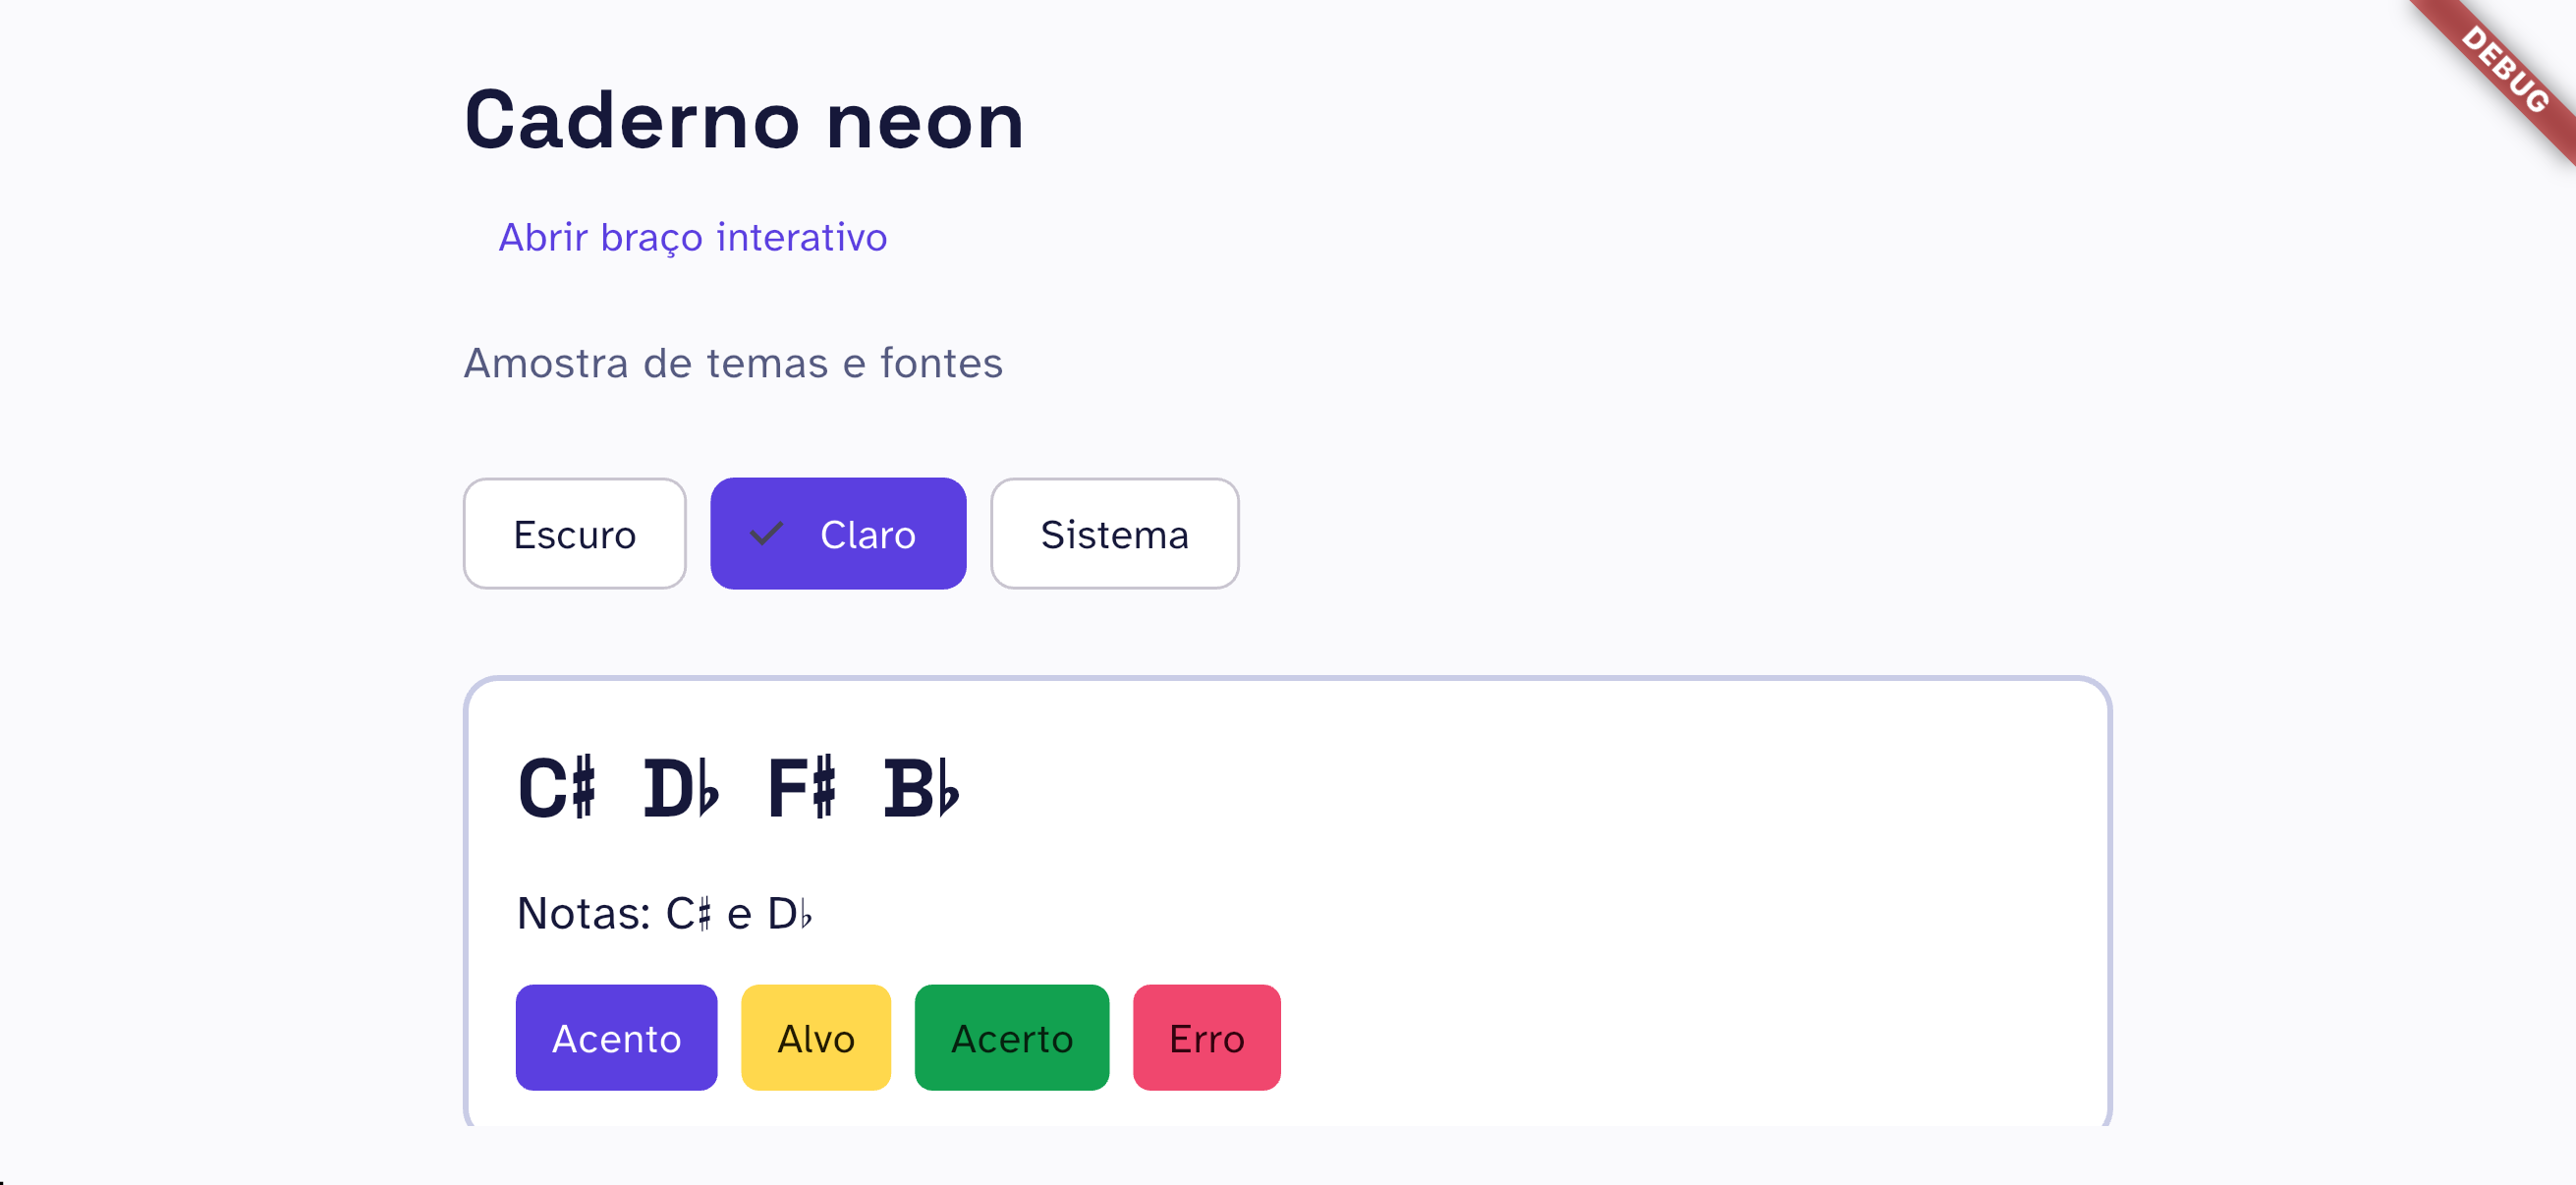 DEBUG
Caderno neon
Abrir braço interativo
Amostra de temas e fontes
Escuro Claro Sistema
C♯ D♭ F♯ B♭
Notas: C♯ e D♭
Acento Alvo Acerto Erro